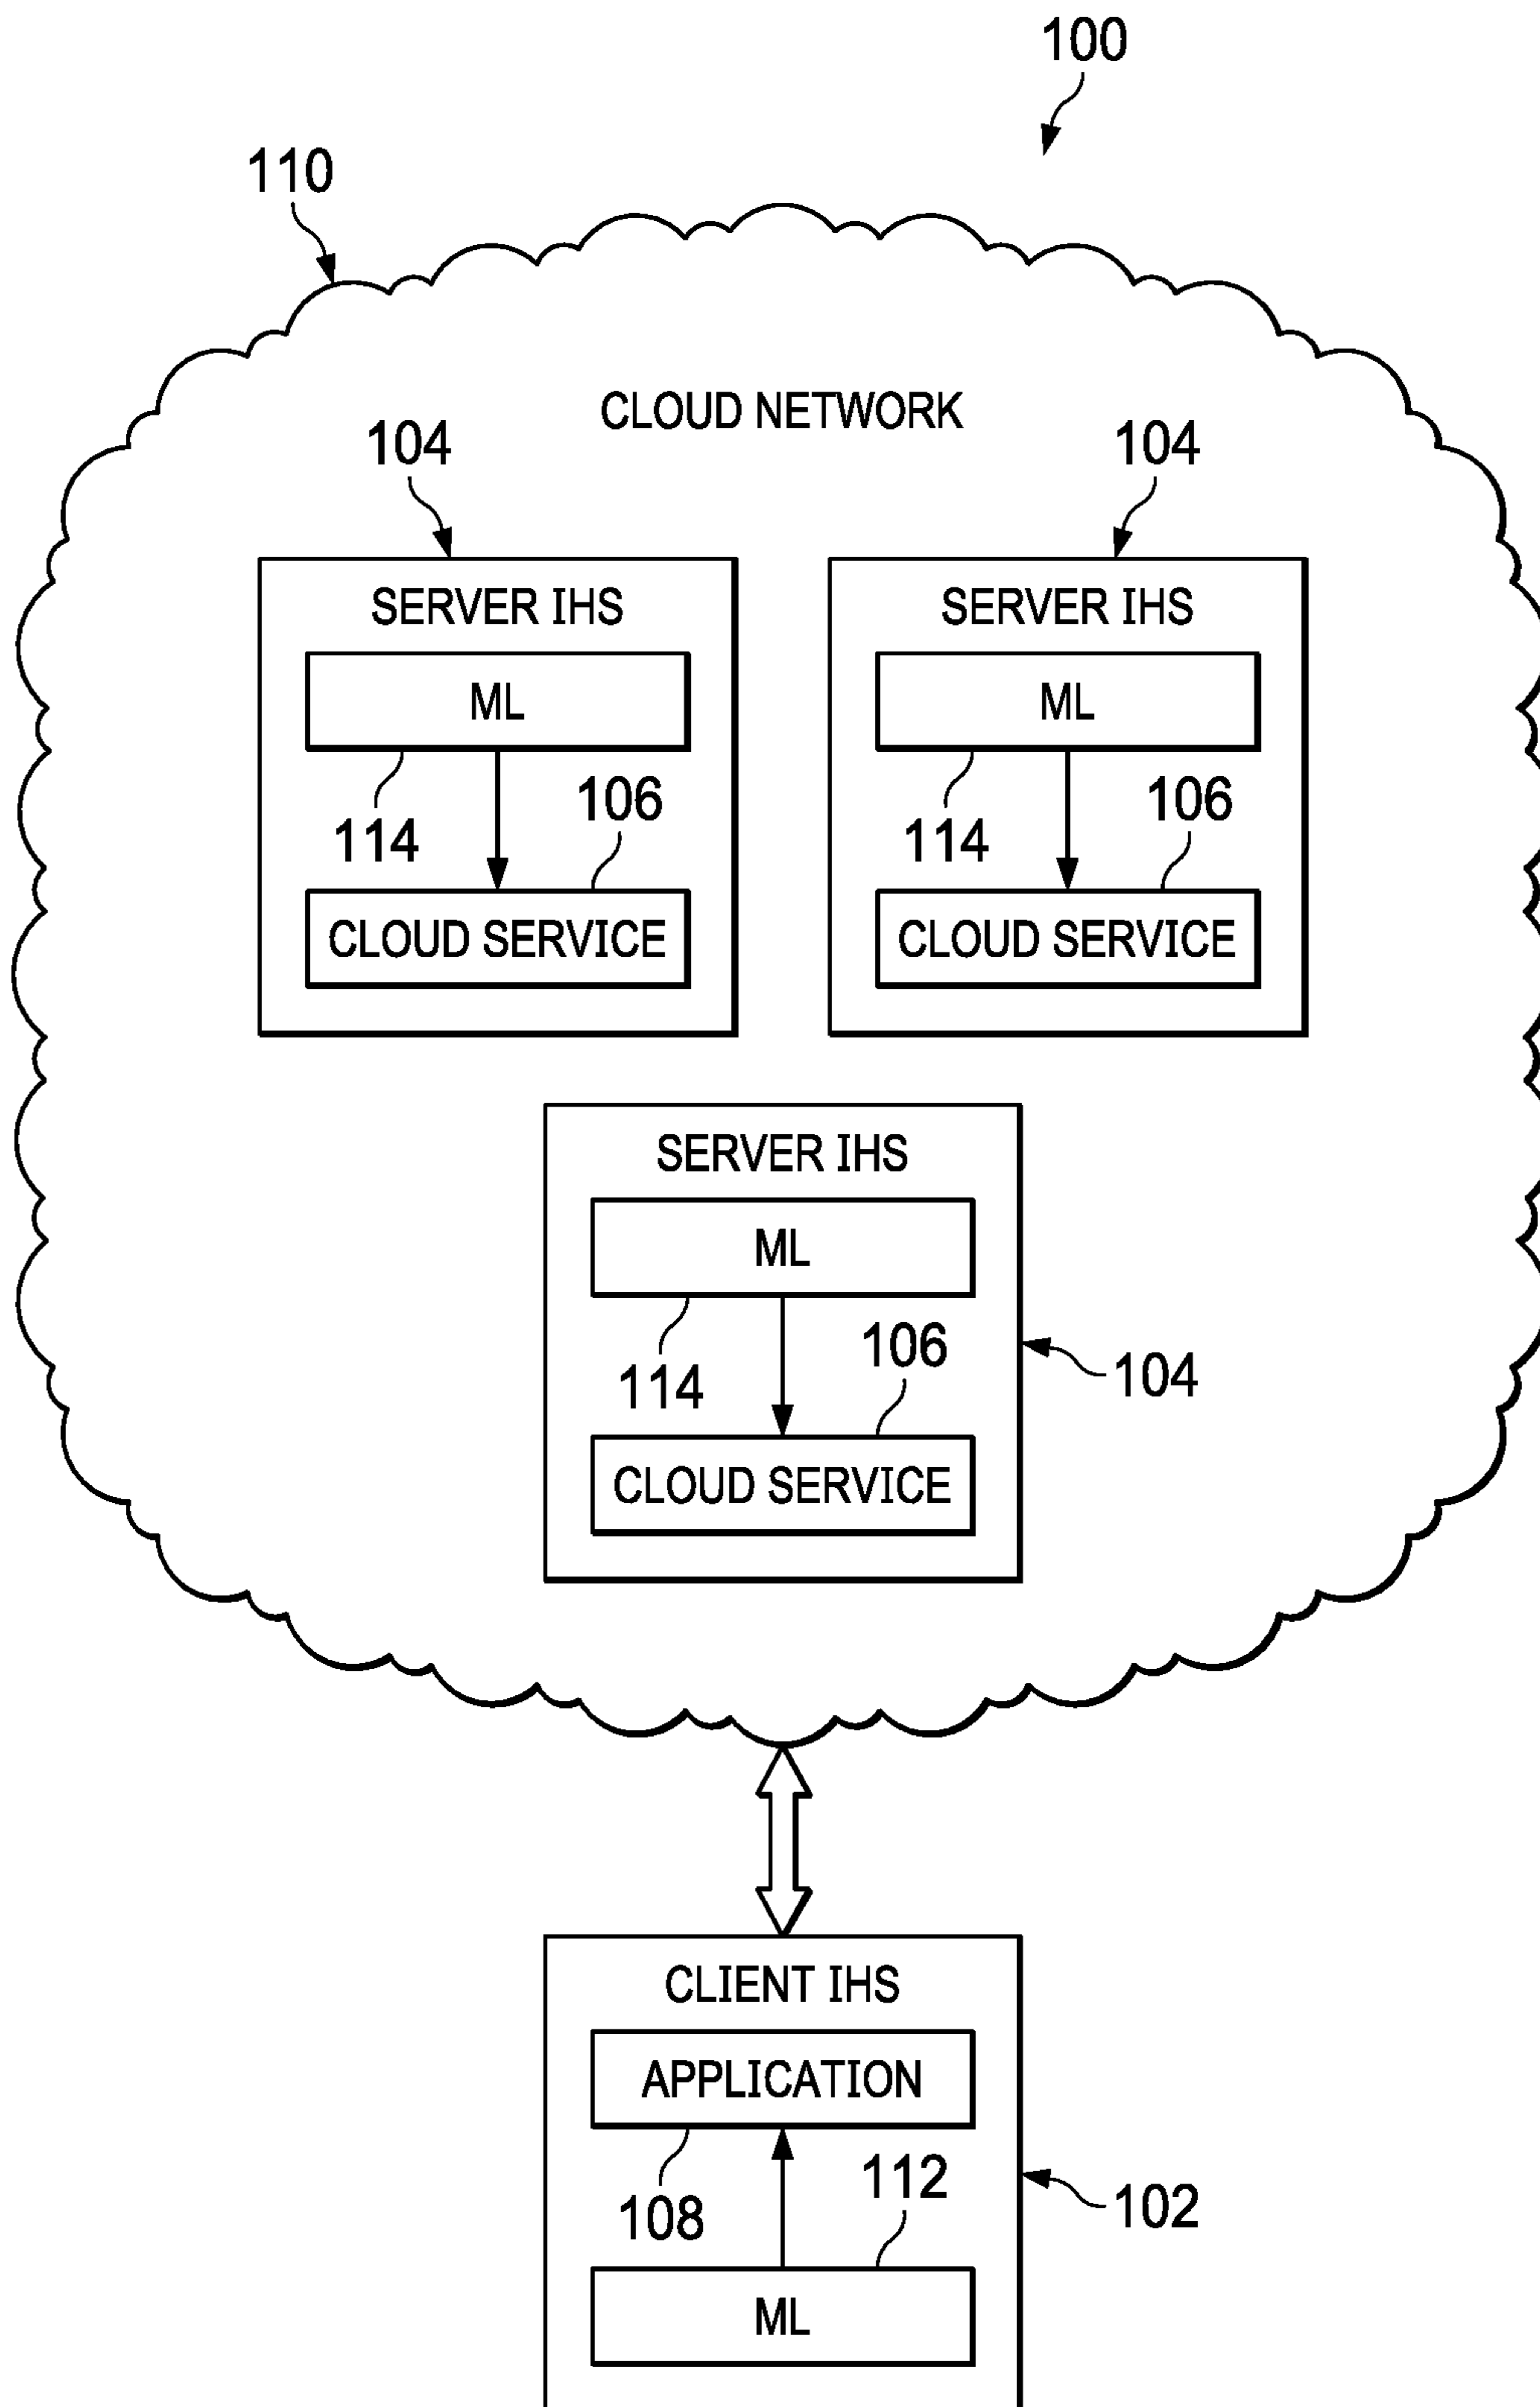 100
110
CLOUD NETWORK
104
104
SERVER IHS
SERVER IHS
ML
ML
114
106
114
106
CLOUD SERVICE
CLOUD SERVICE
SERVER IHS
ML
114
106
104
CLOUD SERVICE
CLIENT IHS
APPLICATION
108
112
102
ML